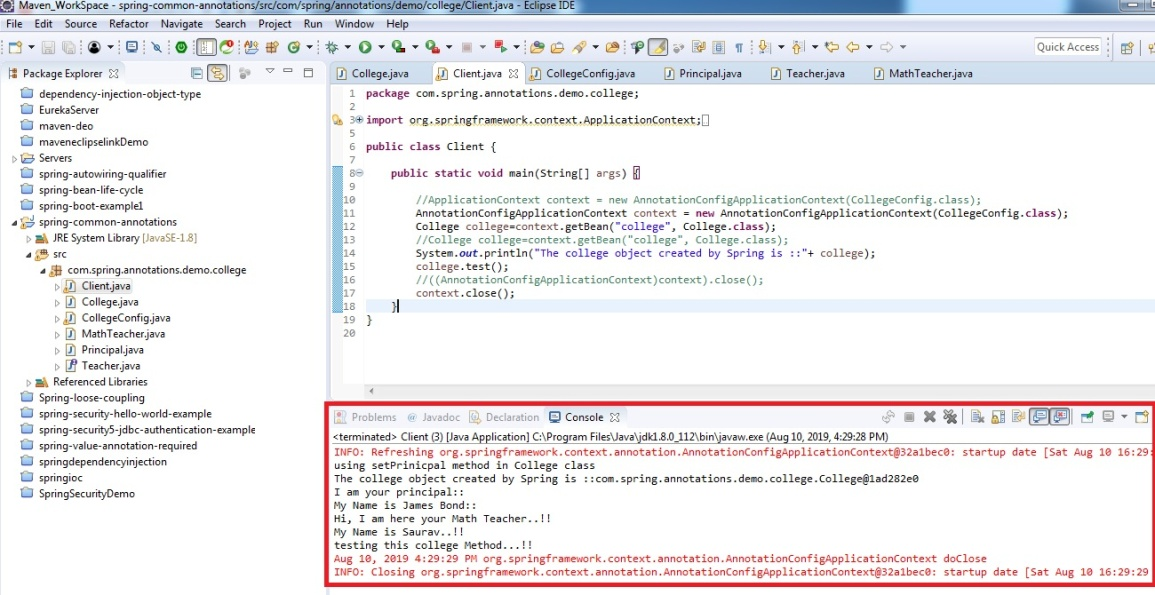 Maven_WorkSpace - spring-common-annotations/src/com/spring/annotations/demo/college/Client.java - Eclipse IDE
File Edit Source Refactor Navigate Search Project Run Window Help
Quick Access
Package Explorer
dependency-injection-object-type
EurekaServer
maven-deo
maveneclipselinkDemo
Servers
spring-autowiring-qualifier
spring-bean-life-cycle
spring-boot-example1
spring-common-annotations
JRE System Library [JavaSE-1.8]
src
com.spring.annotations.demo.college
Client.java
College.java
CollegeConfig.java
MathTeacher.java
Principal.java
Teacher.java
Referenced Libraries
Spring-loose-coupling
spring-security-hello-world-example
spring-security5-jdbc-authentication-example
spring-value-annotation-required
springdependencyinjection
springioc
SpringSecurityDemo
College.java Client.java CollegeConfig.java Principal.java Teacher.java MathTeacher.java
1 package com.spring.annotations.demo.college;
2
3 import org.springframework.context.ApplicationContext;
5
6 public class Client {
7
8 public static void main(String[] args) {
9
10 //ApplicationContext context = new AnnotationConfigApplicationContext(CollegeConfig.class);
11 AnnotationConfigApplicationContext context = new AnnotationConfigApplicationContext(CollegeConfig.class);
12 College college=context.getBean("college", College.class);
13 //College college=context.getBean("college", College.class);
14 System.out.println("The college object created by Spring is ::"+ college);
15 college.test();
16 //((AnnotationConfigApplicationContext)context).close();
17 context.close();
18 }
19 }
20
Problems Javadoc Declaration Console
<terminated> Client (3) [Java Application] C:\Program Files\Java\jdk1.8.0_112\bin\javaw.exe (Aug 10, 2019, 4:29:28 PM)
INFO: Refreshing org.springframework.context.annotation.AnnotationConfigApplicationContext@32a1bec0: startup date [Sat Aug 10 16:29:
using setPrinicpal method in College class
The college object created by Spring is ::com.spring.annotations.demo.college.College@1ad282e0
I am your principal::
My Name is James Bond::
Hi, I am here your Math Teacher..!!
My Name is Saurav..!!
testing this college Method...!!
Aug 10, 2019 4:29:29 PM org.springframework.context.annotation.AnnotationConfigApplicationContext doClose
INFO: Closing org.springframework.context.annotation.AnnotationConfigApplicationContext@32a1bec0: startup date [Sat Aug 10 16:29:29